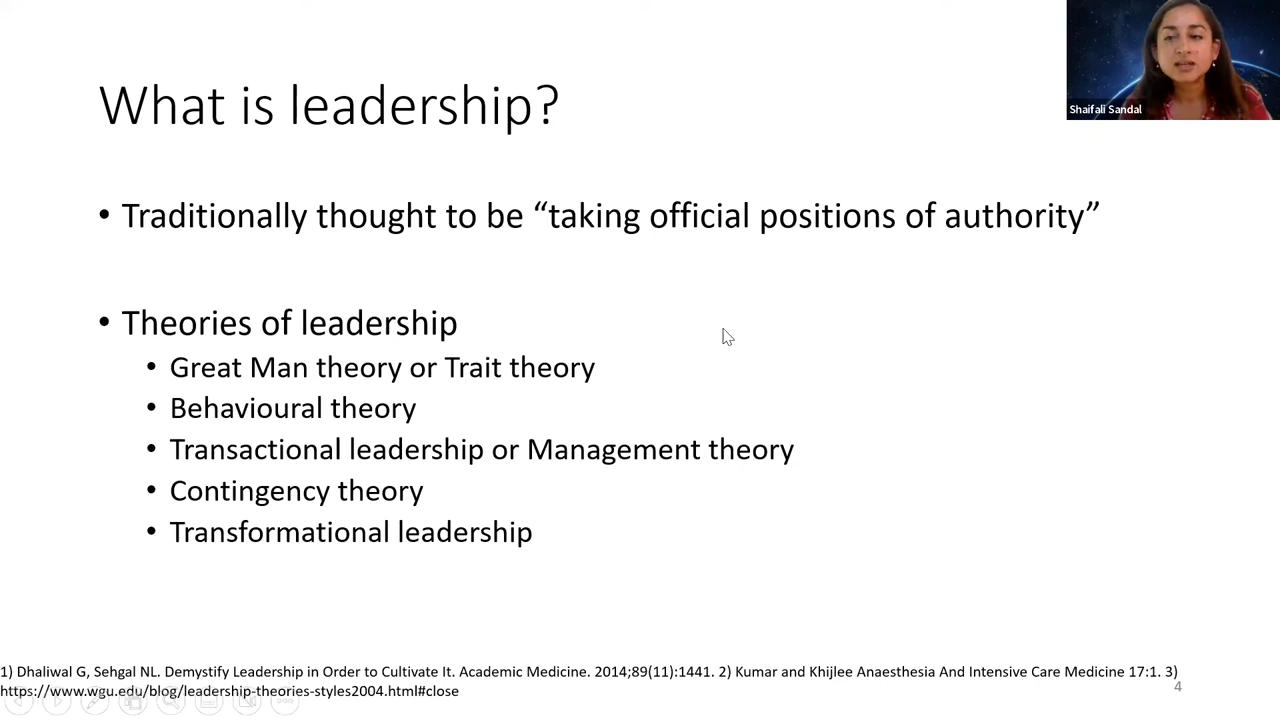 Shaifali Sandal
What is leadership?
• Traditionally thought to be “taking official positions of authority”
• Theories of leadership
• Great Man theory or Trait theory
• Behavioural theory
• Transactional leadership or Management theory
• Contingency theory
• Transformational leadership
1) Dhaliwal G, Sehgal NL. Demystify Leadership in Order to Cultivate It. Academic Medicine. 2014;89(11):1441. 2) Kumar and Khijlee Anaesthesia And Intensive Care Medicine 17:1. 3)
https://www.wgu.edu/blog/leadership-theories-styles2004.html#close
4